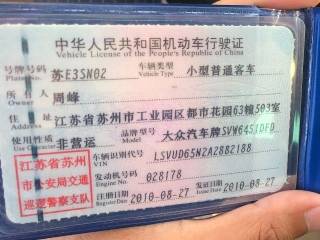 中华人民共和国机动车行驶证
Vehicle License of the People's Republic of China
号牌号码 苏E3SN02 车辆类型 小型普通客车
Plate No. Vehicle Type
所有人 周峰
Owner
住址 江苏省苏州市工业园区都市花园63幢503室
Address
使用性质 非营运 品牌型号 大众汽车牌SVW6451DFD
Use Character Model
车辆识别代号 LSVUD65N2A2882188
VIN
发动机号码 028178
Engine No.
注册日期 2010-08-27 发证日期 2010-08-27
Register Date Issue Date
江苏省苏州
市公安局交通
巡逻警察支队